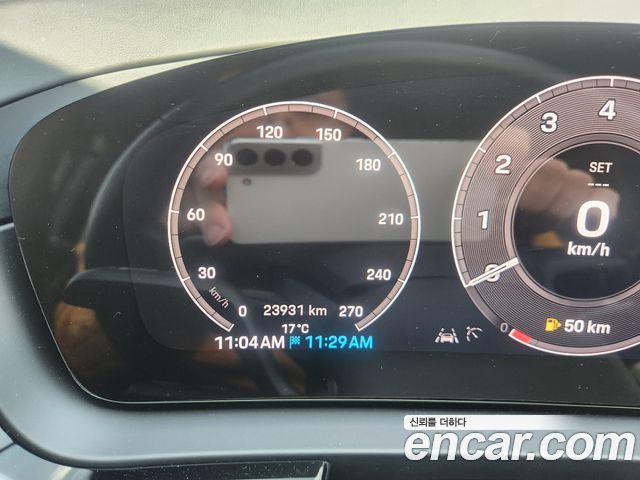 120 150
90 180
60 210
30 240
km/h
0 23931 km 270
17°C
11:04AM 11:29AM
4
3
2
1
0
SET
---
0
km/h
0
50 km
신뢰를 더하다
encar.com